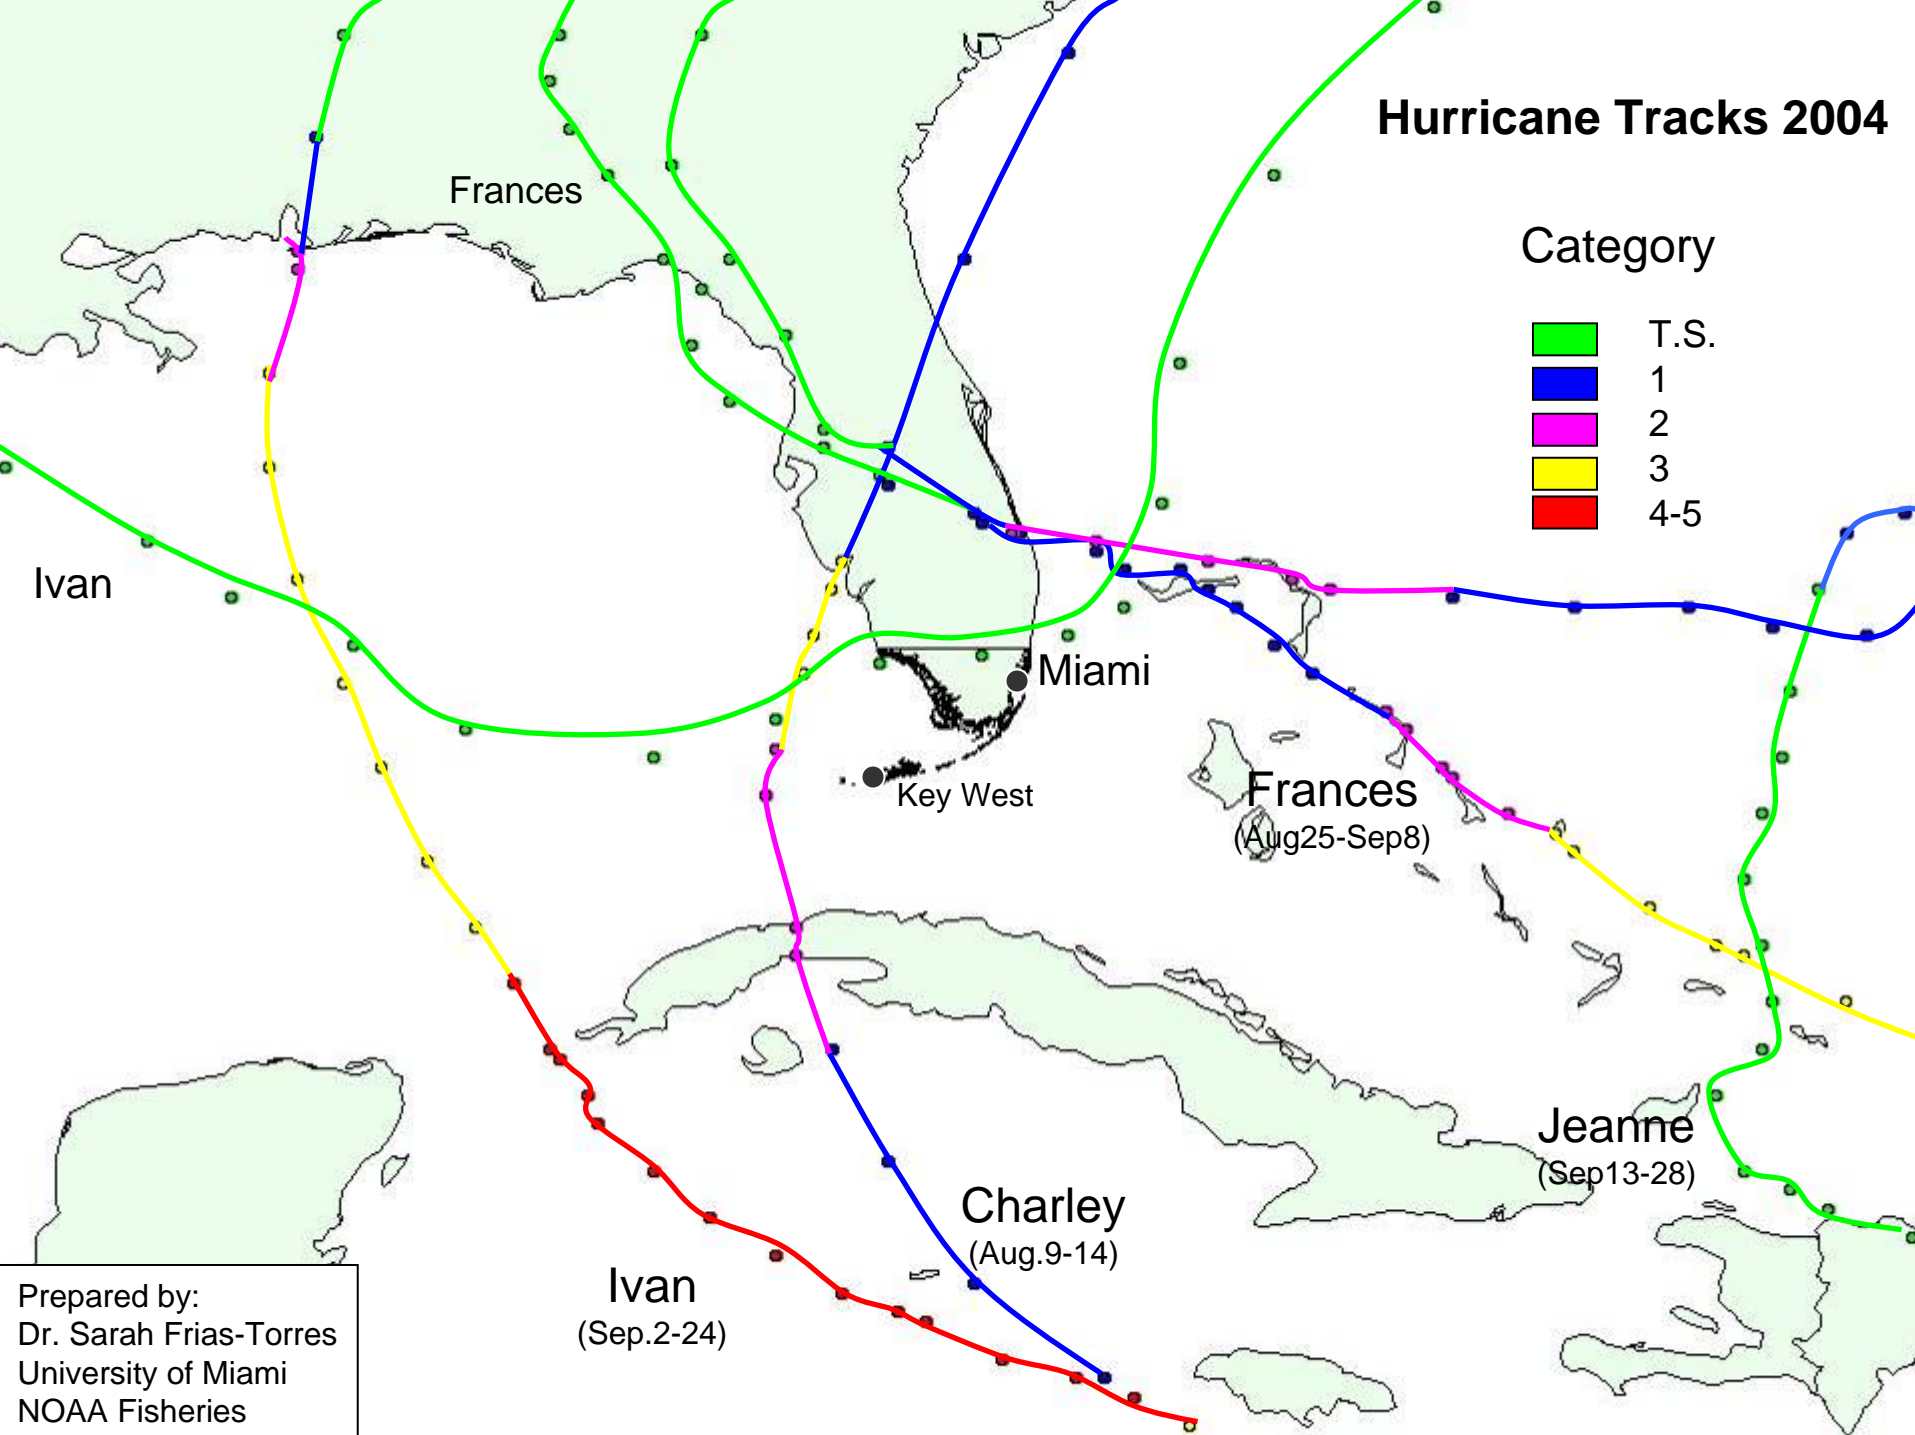 Hurricane Tracks 2004
Frances
Category
T.S.
1
2
3
4-5
Ivan
Miami
Key West
Frances
(Aug25-Sep8)
Jeanne
(Sep13-28)
Charley
(Aug.9-14)
Ivan
(Sep.2-24)
Prepared by:
Dr. Sarah Frias-Torres
University of Miami
NOAA Fisheries